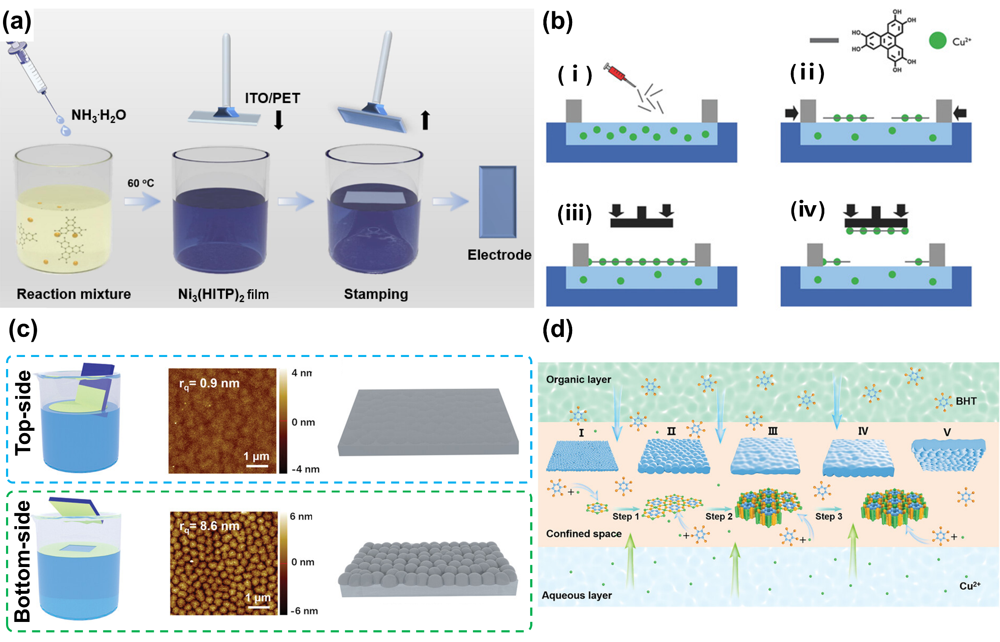 (a)
NH₃·H₂O
ITO/PET
60 ºC
Electrode
Reaction mixture
Ni₃(HITP)₂ film
Stamping
(b)
OH
OH
HO
HO
OH
OH
Cu²⁺
(i)
(ii)
(iii)
(iv)
(c)
Top-side
r_q= 0.9 nm
1 μm
4 nm
0 nm
-4 nm
Bottom-side
r_q= 8.6 nm
1 μm
6 nm
0 nm
-6 nm
(d)
Organic layer
BHT
I
II
III
IV
V
+
Step 1
Step 2
Step 3
Confined space
+
+
+
Cu²⁺
Aqueous layer